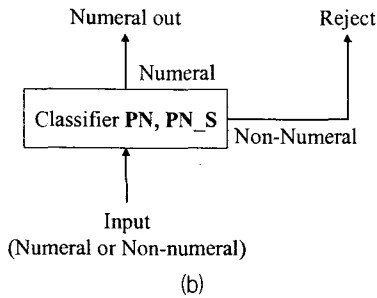 Numeral out
Reject
Numeral
Classifier PN, PN_S
Non-Numeral
Input
(Numeral or Non-numeral)
(b)